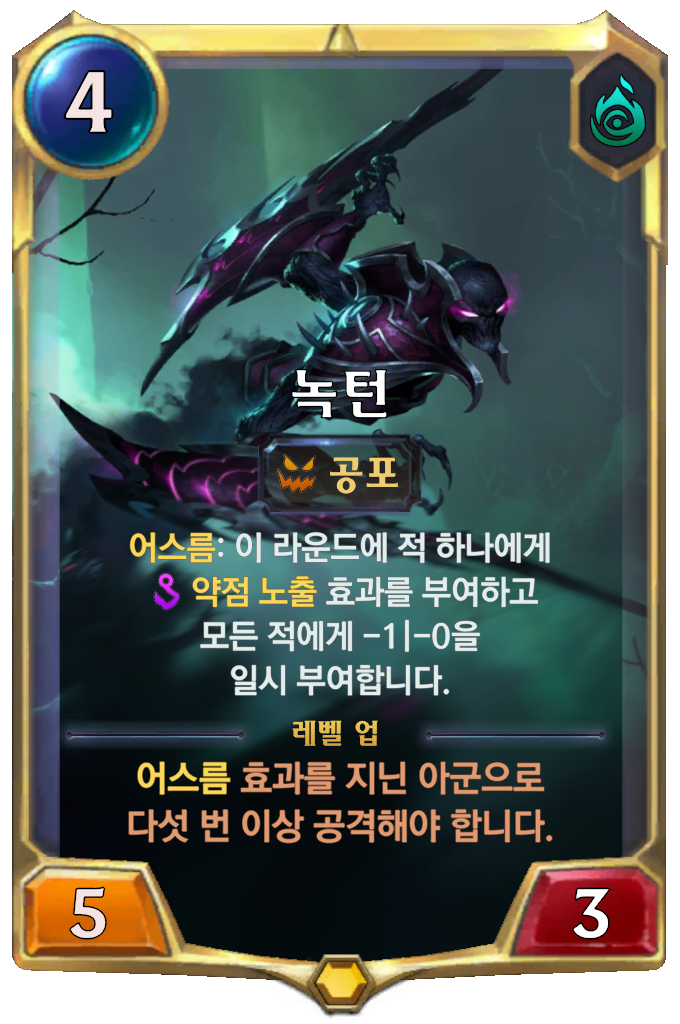 4
녹턴
공포
어스름: 이 라운드에 적 하나에게
약점 노출 효과를 부여하고
모든 적에게 -1|-0을
일시 부여합니다.
레벨 업
어스름 효과를 지닌 아군으로
다섯 번 이상 공격해야 합니다.
5
3